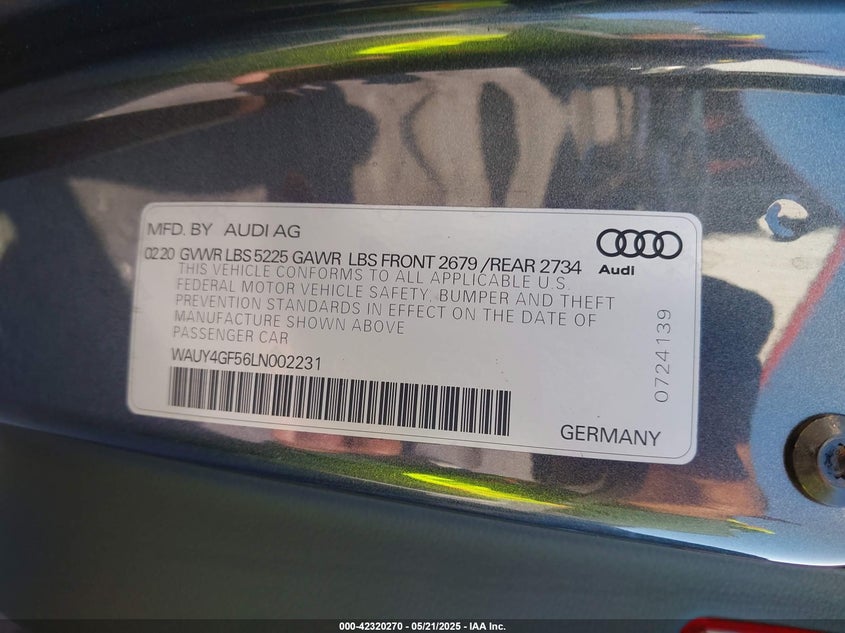 MFD. BY AUDI AG
0220 GVWR LBS 5225 GAWR LBS FRONT 2679 /REAR 2734
Audi
THIS VEHICLE CONFORMS TO ALL APPLICABLE U.S.
FEDERAL MOTOR VEHICLE SAFETY, BUMPER AND THEFT
PREVENTION STANDARDS IN EFFECT ON THE DATE OF
MANUFACTURE SHOWN ABOVE
PASSENGER CAR
WAUY4GF56LN002231
0724139
GERMANY
000-42320270 - 05/21/2025 - IAA Inc.